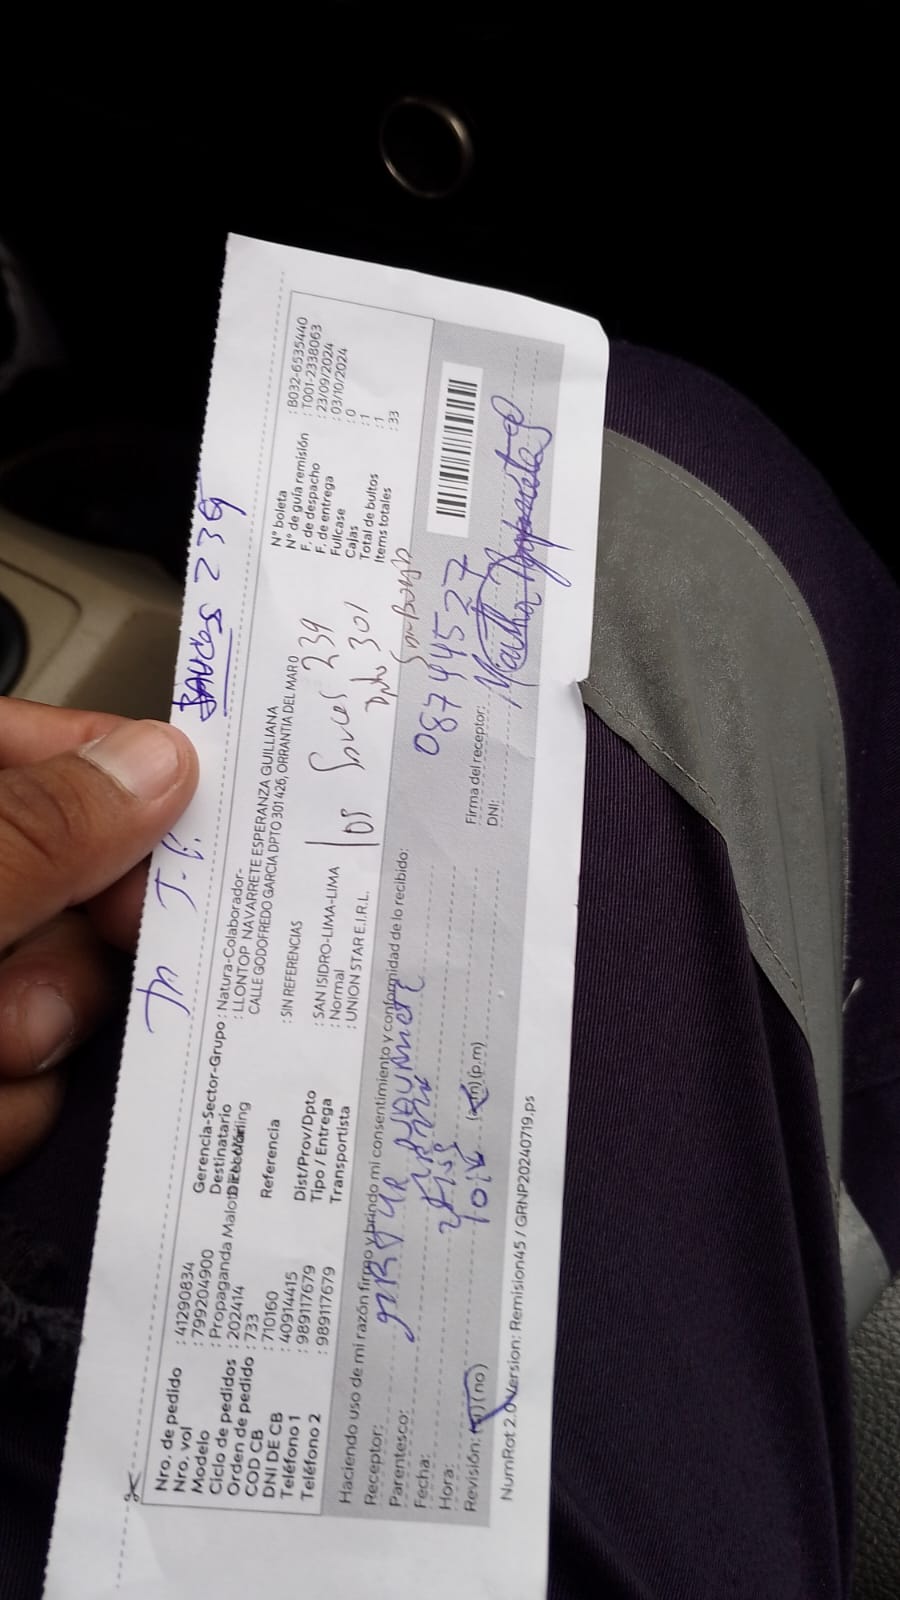 SAUCES 239
Nro. de pedido : 41290834
Nro. vol : 799204900
Modelo : Propaganda Malot
Ciclo de pedidos : 202414
Orden de pedido : 733
COD CB : 710160
DNI DE CB : 40914415
Teléfono 1 : 989117679
Teléfono 2 : 989117679
Gerencia-Sector-Grupo : Natura-Colaborador-
Destinatario : LLONTOP NAVARRETE ESPERANZA GUILLIANA
CALLE GODOFREDO GARCIA DPTO 301 426, ORRANTIA DEL MAR O
Referencia : SIN REFERENCIAS
Dist/Prov/Dpto : SAN ISIDRO-LIMA-LIMA
Tipo / Entrega : Normal
Transportista : UNION STAR E.I.R.L.
Los Sauces 239
Dpto 301
San Borja
N° boleta : B032-6535440
N° de guía remisión : T001-2338063
F. de despacho : 23/09/2024
F. de entrega : 03/10/2024
Fullcase : 0
Cajas : 1
Total de bultos : 1
Items totales : 33
Haciendo uso de mi razón firmo y brindo mi consentimiento y conformidad de lo recibido:
Receptor:
Parentesco:
Fecha:
Hora: (a.m)(p.m)
Revisión: (si)(no)
08744527
Firma del receptor:
DNI:
NumRot 2.0 Version: Remision45 / GRNP20240719.ps